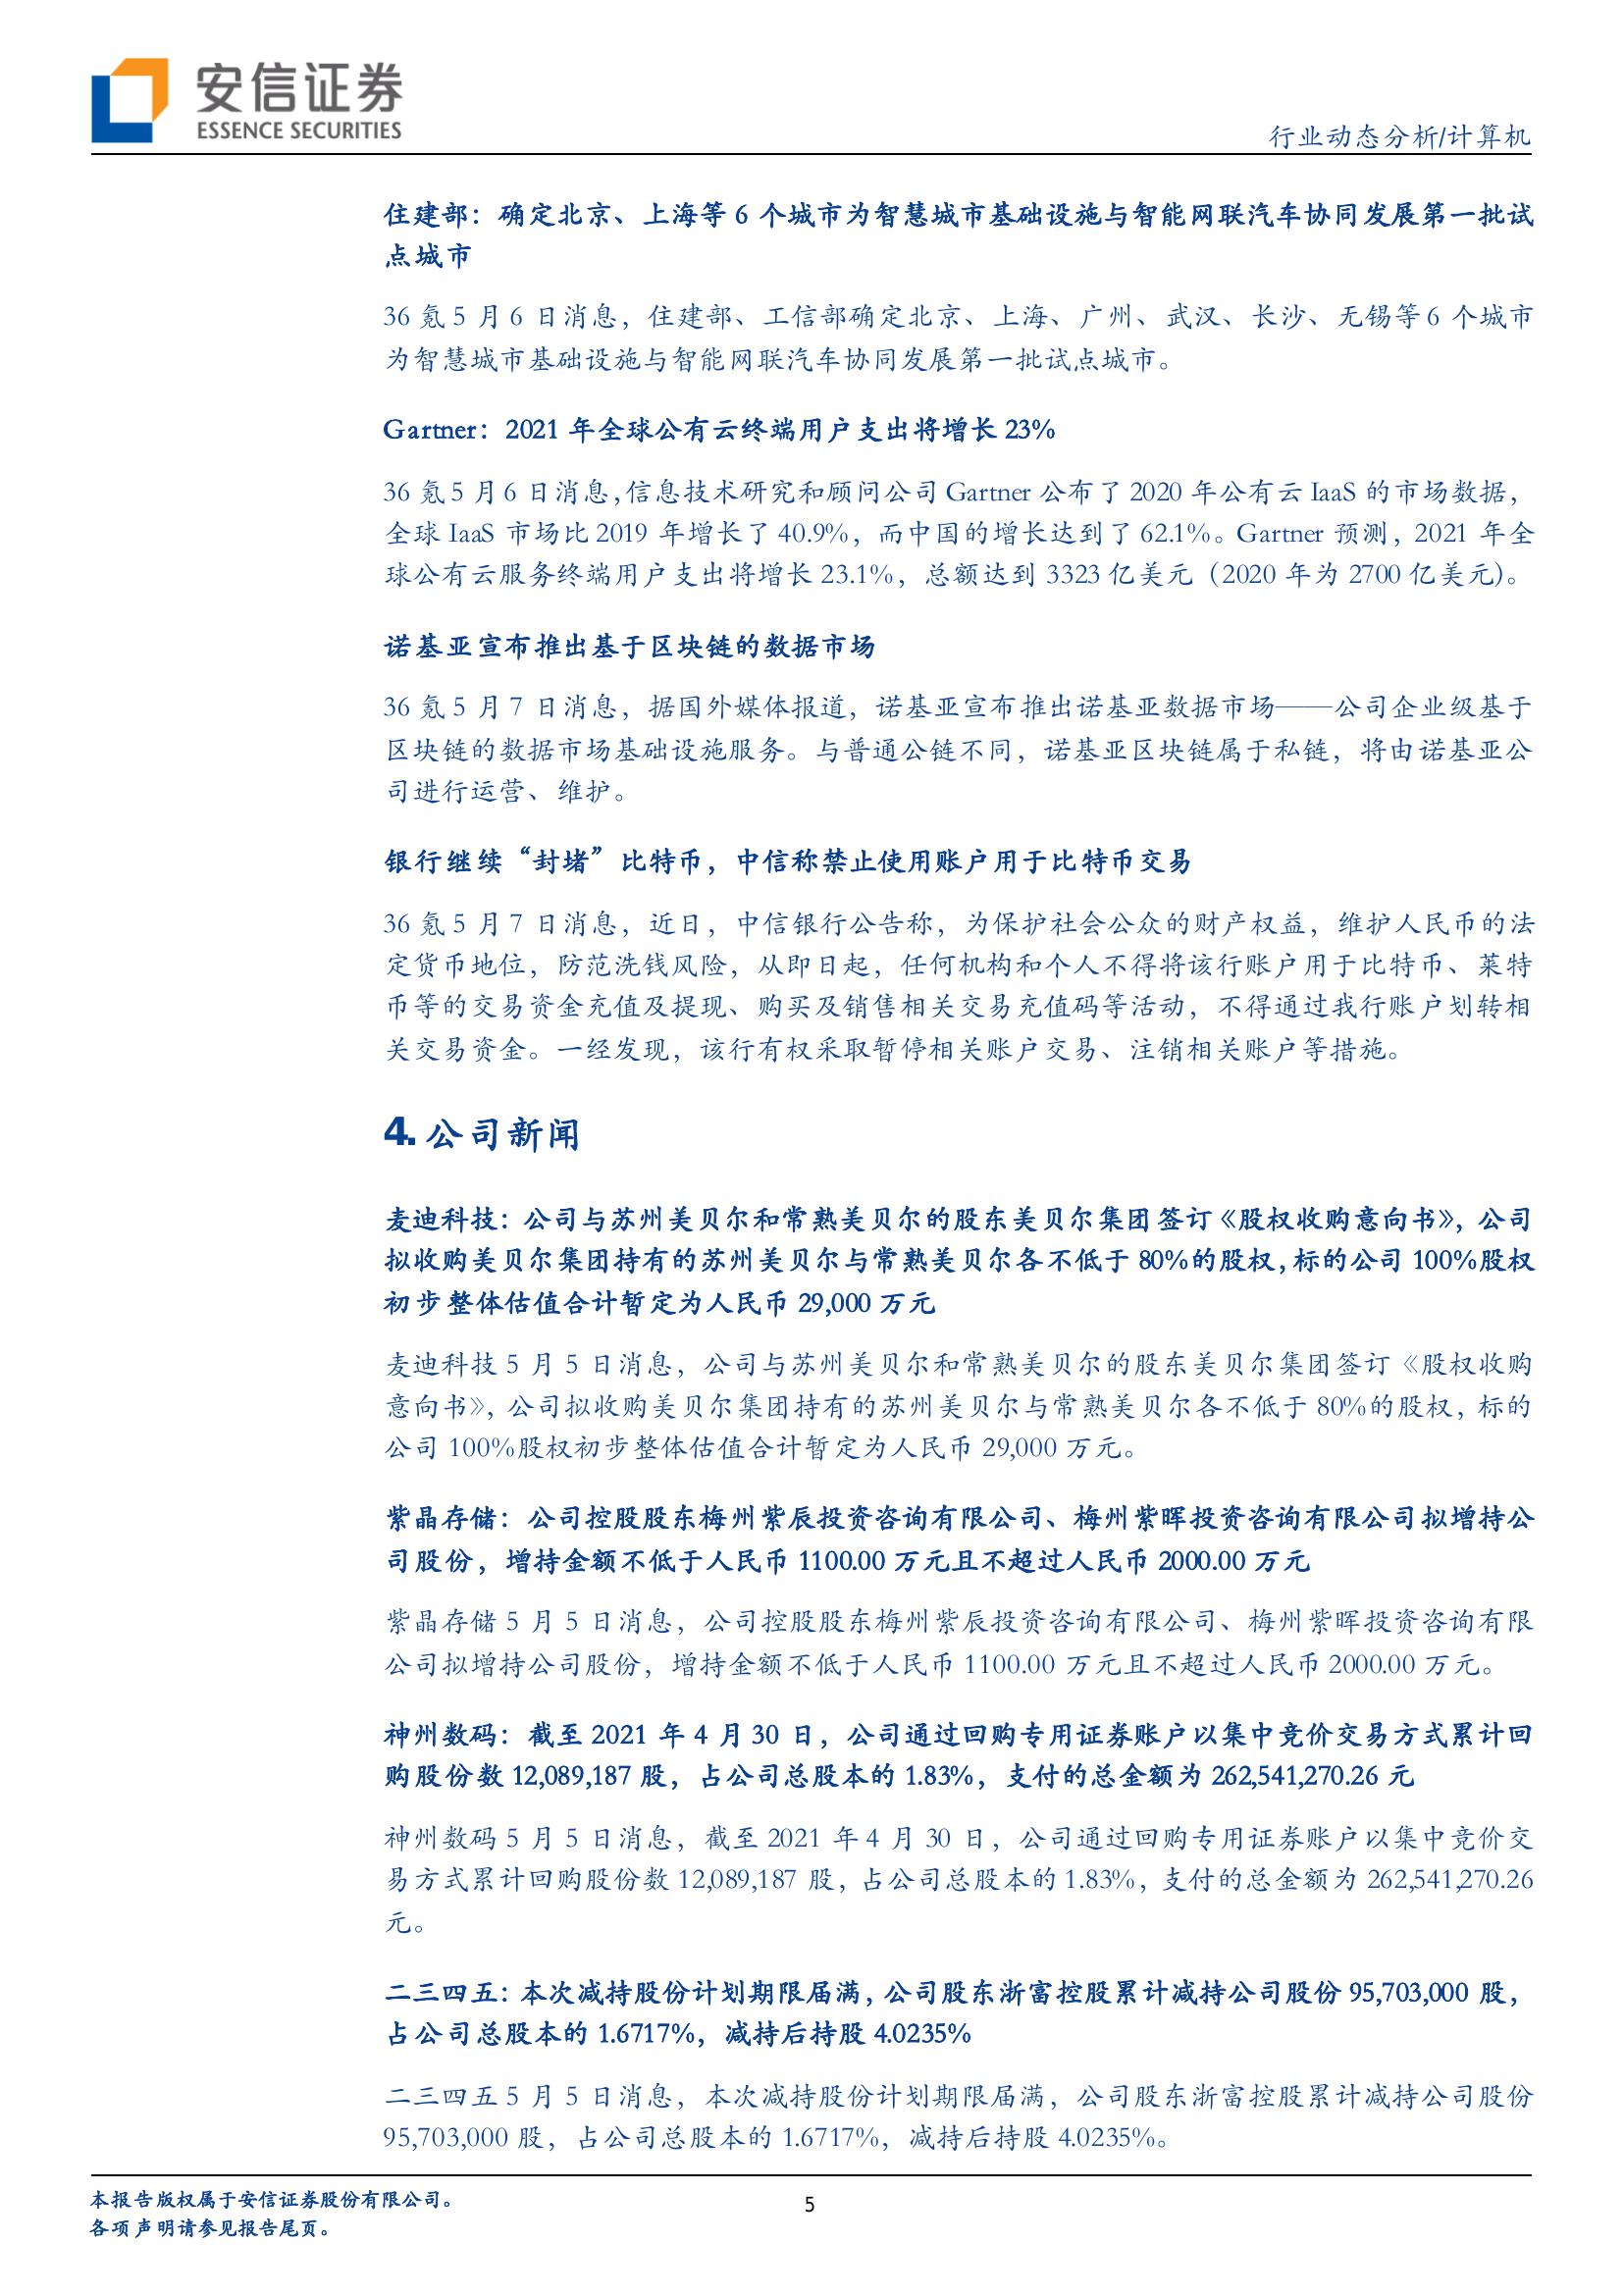 安信证券
ESSENCE SECURITIES
行业动态分析/计算机
住建部：确定北京、上海等 6 个城市为智慧城市基础设施与智能网联汽车协同发展第一批试
点城市
36 氪 5 月 6 日消息，住建部、工信部确定北京、上海、广州、武汉、长沙、无锡等 6 个城市
为智慧城市基础设施与智能网联汽车协同发展第一批试点城市。
Gartner：2021 年全球公有云终端用户支出将增长 23%
36 氪 5 月 6 日消息，信息技术研究和顾问公司 Gartner 公布了 2020 年公有云 IaaS 的市场数据，
全球 IaaS 市场比 2019 年增长了 40.9%，而中国的增长达到了 62.1%。Gartner 预测，2021 年全
球公有云服务终端用户支出将增长 23.1%，总额达到 3323 亿美元（2020 年为 2700 亿美元）。
诺基亚宣布推出基于区块链的数据市场
36 氪 5 月 7 日消息，据国外媒体报道，诺基亚宣布推出诺基亚数据市场——公司企业级基于
区块链的数据市场基础设施服务。与普通公链不同，诺基亚区块链属于私链，将由诺基亚公
司进行运营、维护。
银行继续“封堵”比特币，中信称禁止使用账户用于比特币交易
36 氪 5 月 7 日消息，近日，中信银行公告称，为保护社会公众的财产权益，维护人民币的法
定货币地位，防范洗钱风险，从即日起，任何机构和个人不得将该行账户用于比特币、莱特
币等的交易资金充值及提现、购买及销售相关交易充值码等活动，不得通过我行账户划转相
关交易资金。一经发现，该行有权采取暂停相关账户交易、注销相关账户等措施。
4. 公司新闻
麦迪科技：公司与苏州美贝尔和常熟美贝尔的股东美贝尔集团签订《股权收购意向书》，公司
拟收购美贝尔集团持有的苏州美贝尔与常熟美贝尔各不低于 80%的股权，标的公司 100%股权
初步整体估值合计暂定为人民币 29,000 万元
麦迪科技 5 月 5 日消息，公司与苏州美贝尔和常熟美贝尔的股东美贝尔集团签订《股权收购
意向书》，公司拟收购美贝尔集团持有的苏州美贝尔与常熟美贝尔各不低于 80%的股权，标的
公司 100%股权初步整体估值合计暂定为人民币 29,000 万元。
紫晶存储：公司控股股东梅州紫辰投资咨询有限公司、梅州紫晖投资咨询有限公司拟增持公
司股份，增持金额不低于人民币 1100.00 万元且不超过人民币 2000.00 万元
紫晶存储 5 月 5 日消息，公司控股股东梅州紫辰投资咨询有限公司、梅州紫晖投资咨询有限
公司拟增持公司股份，增持金额不低于人民币 1100.00 万元且不超过人民币 2000.00 万元。
神州数码：截至 2021 年 4 月 30 日，公司通过回购专用证券账户以集中竞价交易方式累计回
购股份数 12,089,187 股，占公司总股本的 1.83%，支付的总金额为 262,541,270.26 元
神州数码 5 月 5 日消息，截至 2021 年 4 月 30 日，公司通过回购专用证券账户以集中竞价交
易方式累计回购股份数 12,089,187 股，占公司总股本的 1.83%，支付的总金额为 262,541,270.26
元。
二三四五：本次减持股份计划期限届满，公司股东浙富控股累计减持公司股份 95,703,000 股，
占公司总股本的 1.6717%，减持后持股 4.0235%
二三四五 5 月 5 日消息，本次减持股份计划期限届满，公司股东浙富控股累计减持公司股份
95,703,000 股，占公司总股本的 1.6717%，减持后持股 4.0235%。
本报告版权属于安信证券股份有限公司。
5
各项声明请参见报告尾页。